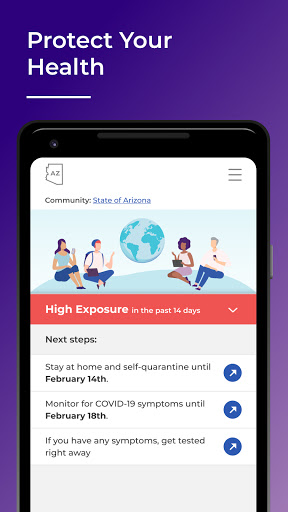 Protect Your
Health
AZ
Community: State of Arizona
High Exposure in the past 14 days
Next steps:
Stay at home and self-quarantine until
February 14th.
Monitor for COVID-19 symptoms until
February 18th.
If you have any symptoms, get tested
right away